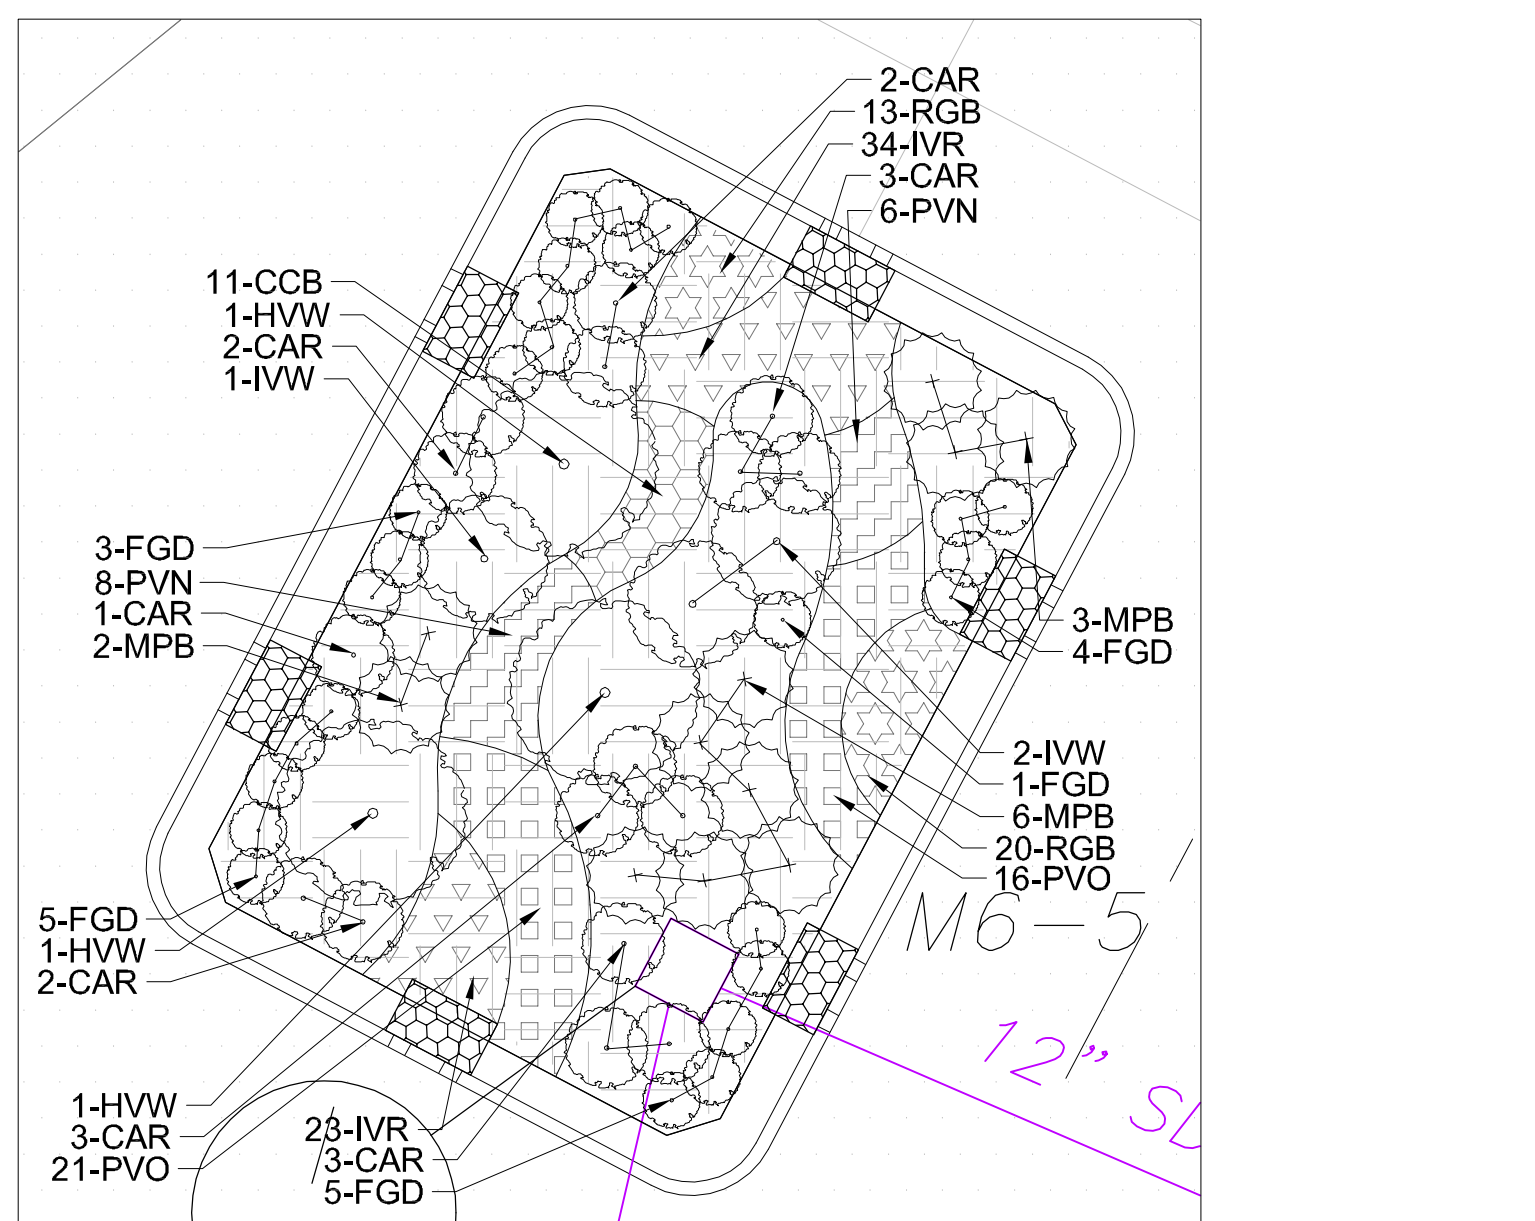 2-CAR
13-RGB
34-IVR
3-CAR
6-PVN
11-CCB
1-HVW
2-CAR
1-IVW
3-FGD
8-PVN
1-CAR
2-MPB
3-MPB
4-FGD
2-IVW
1-FGD
6-MPB
20-RGB
16-PVO
M6-5
5-FGD
1-HVW
2-CAR
12" SD
1-HVW
3-CAR
21-PVO
23-IVR
3-CAR
5-FGD